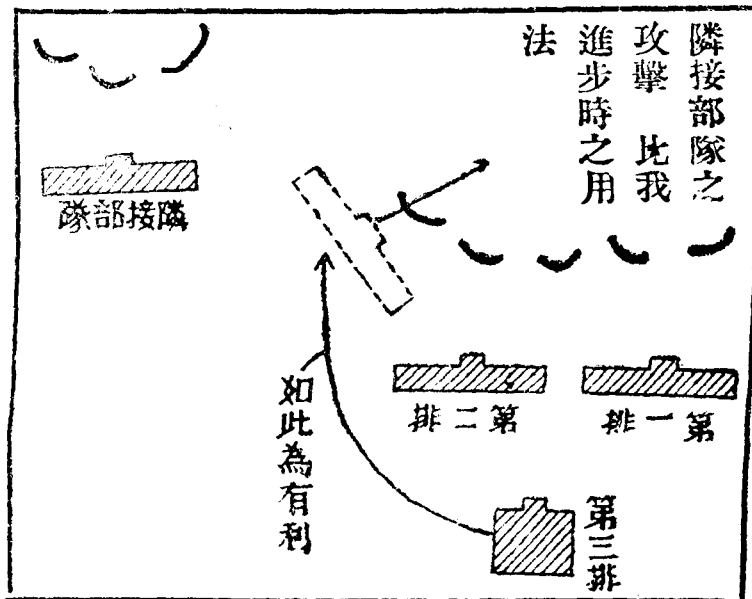 隣接部隊之
攻擊 比我
進步時之用
法
隣接部隊
第一排
第二排
第三排
如此為有利